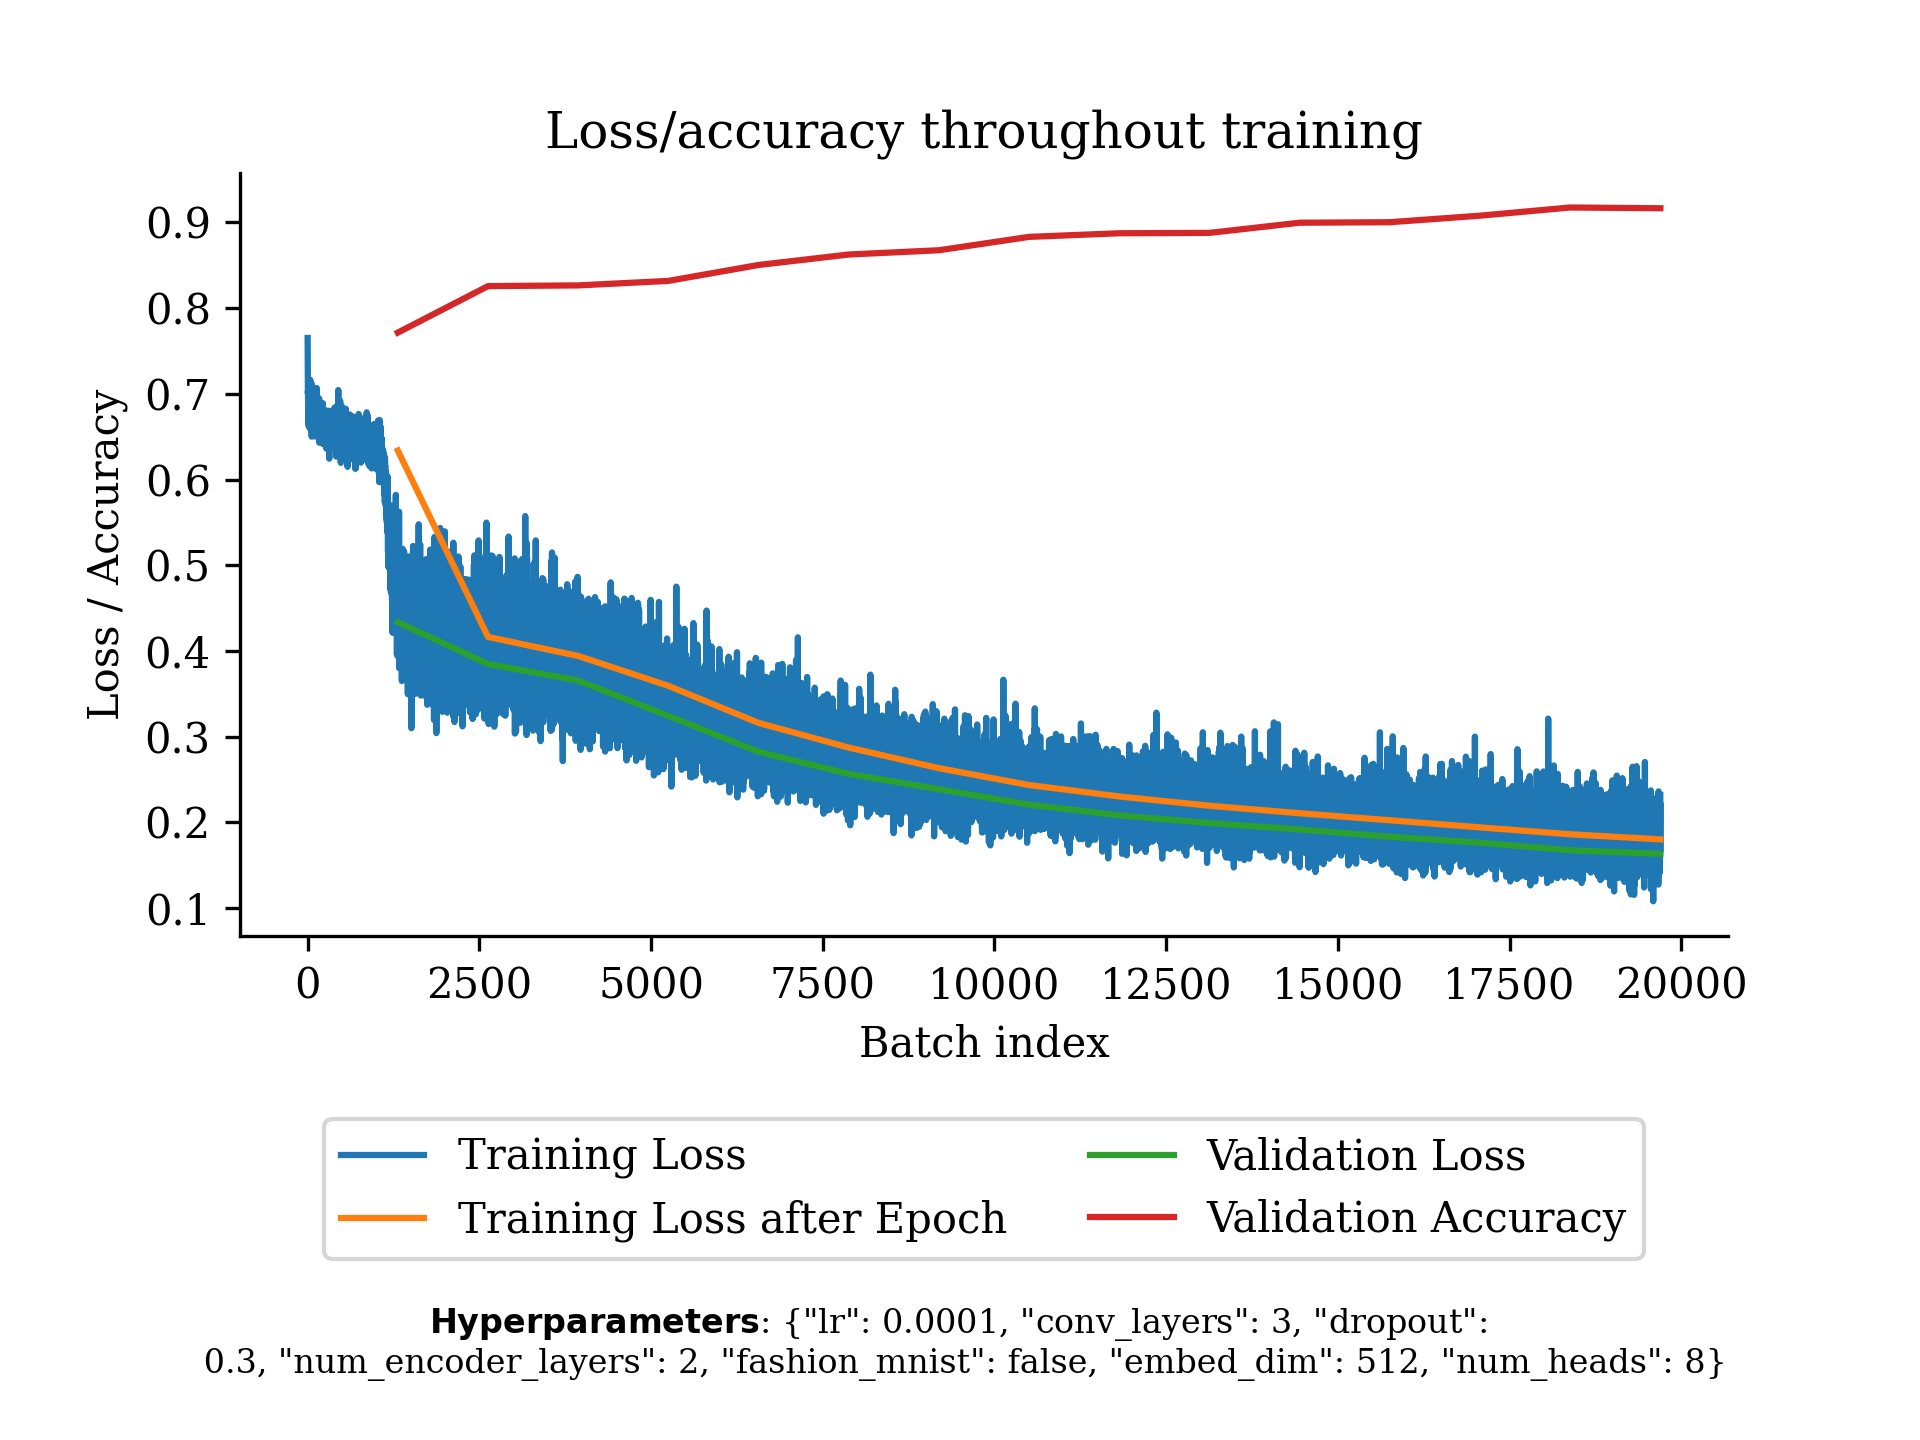 Loss/accuracy throughout training
Loss / Accuracy
0.9
0.8
0.7
0.6
0.5
0.4
0.3
0.2
0.1
0 2500 5000 7500 10000 12500 15000 17500 20000
Batch index
Training Loss
Training Loss after Epoch
Validation Loss
Validation Accuracy
Hyperparameters: {"lr": 0.0001, "conv_layers": 3, "dropout":
0.3, "num_encoder_layers": 2, "fashion_mnist": false, "embed_dim": 512, "num_heads": 8}